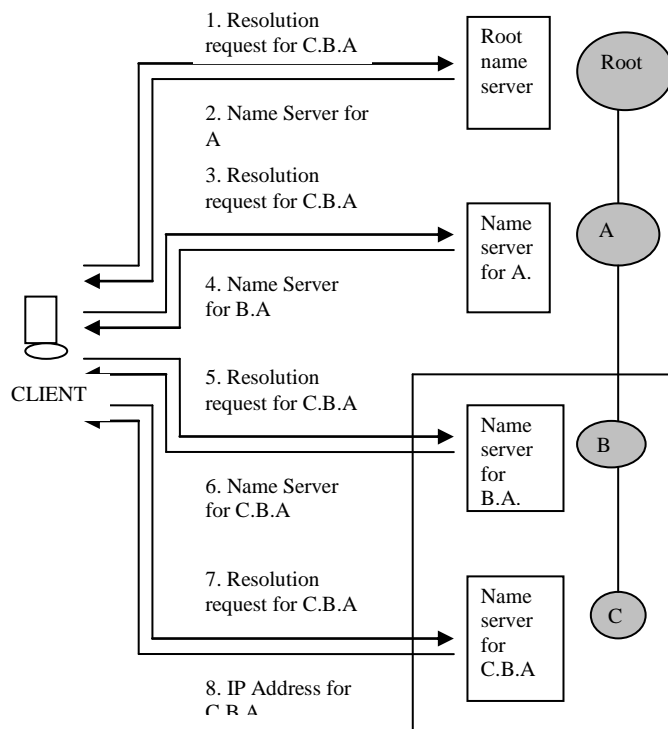 1. Resolution
request for C.B.A
Root
name
server
Root
2. Name Server for
A
3. Resolution
request for C.B.A
Name
server
for A.
A
4. Name Server
for B.A
CLIENT
5. Resolution
request for C.B.A
Name
server
for
B.A.
B
6. Name Server
for C.B.A
7. Resolution
request for C.B.A
Name
server
for
C.B.A
C
8. IP Address for
C.B.A